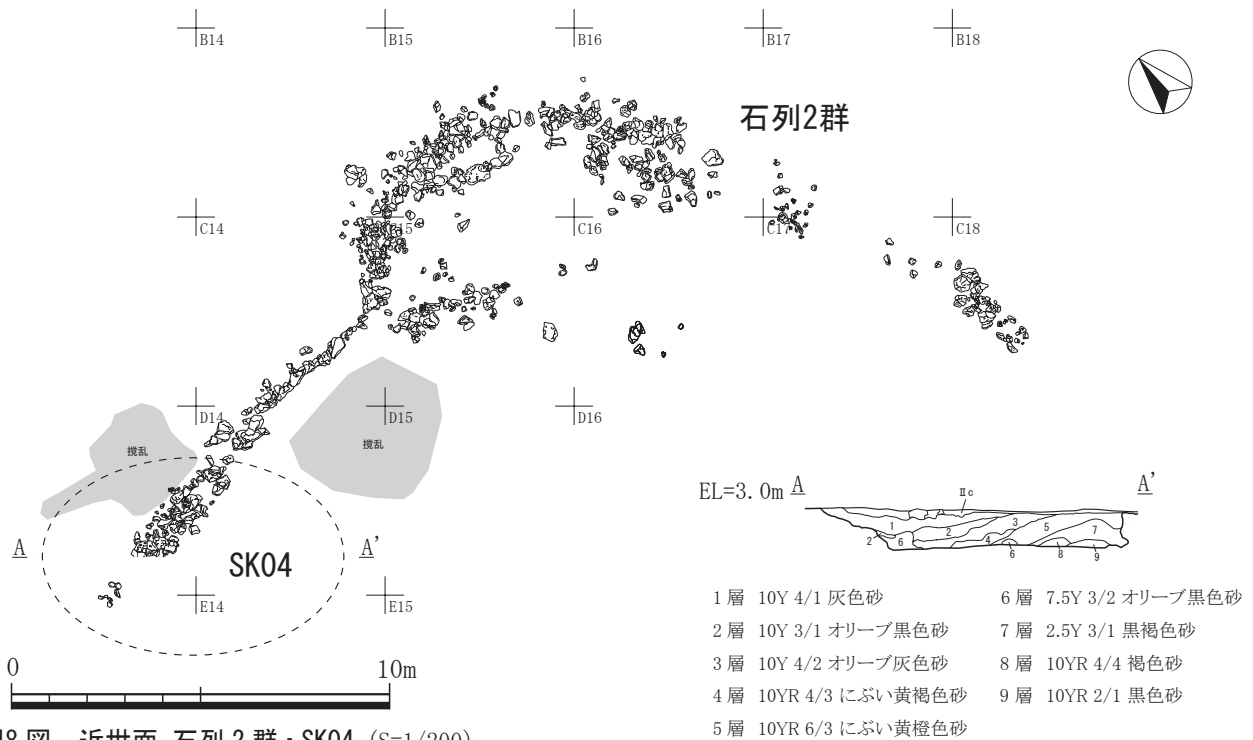 B14
B15
B16
B17
B18
石列2群
C14
C15
C16
C17
C18
D14
D15
D16
撹乱
撹乱
EL=3.0m A A'
Ⅱc
1 2 3 5 7
2 6 4 6 8 9
A A'
SK04
E14
E15
0 10m
1層 10Y 4/1 灰色砂
2層 10Y 3/1 オリーブ黒色砂
3層 10Y 4/2 オリーブ灰色砂
4層 10YR 4/3 にぶい黄褐色砂
5層 10YR 6/3 にぶい黄橙色砂
6層 7.5Y 3/2 オリーブ黒色砂
7層 2.5Y 3/1 黒褐色砂
8層 10YR 4/4 褐色砂
9層 10YR 2/1 黒色砂
8図 近世面 石列2群・SK04 (S=1/200)